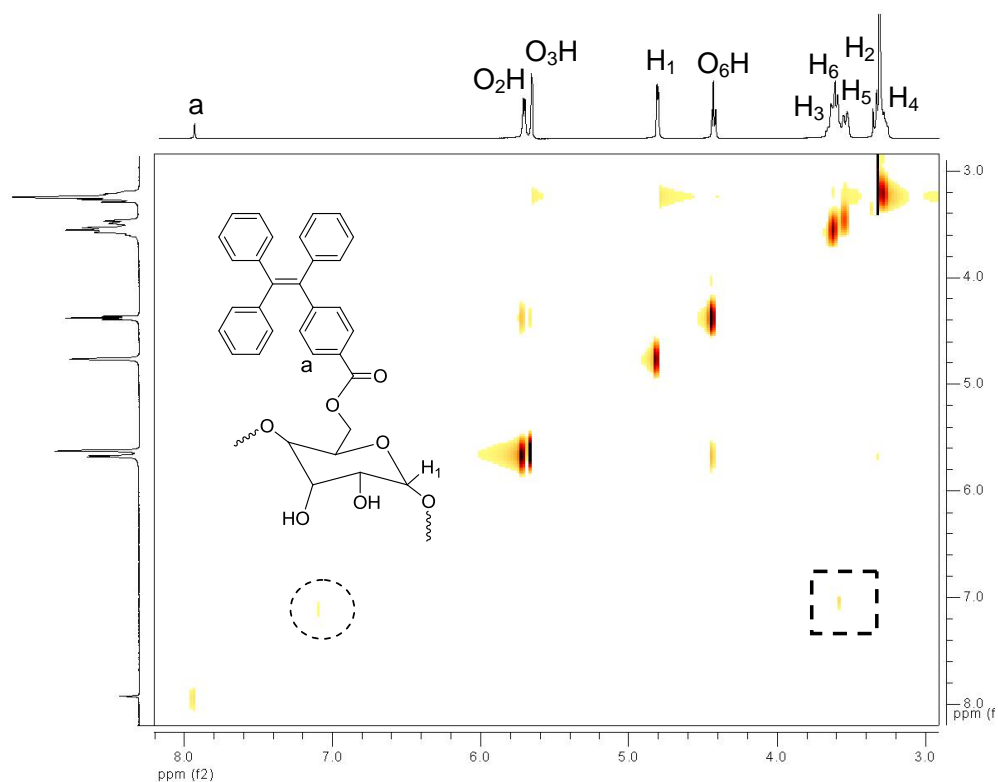 a
O₂H
O₃H
H₁
O₆H
H₃
H₆
H₂
H₅
H₄
3.0
4.0
5.0
6.0
7.0
8.0
ppm (f
a
O
O
O
O
H₁
HO
OH
O
8.0
7.0
6.0
5.0
4.0
3.0
ppm (f2)